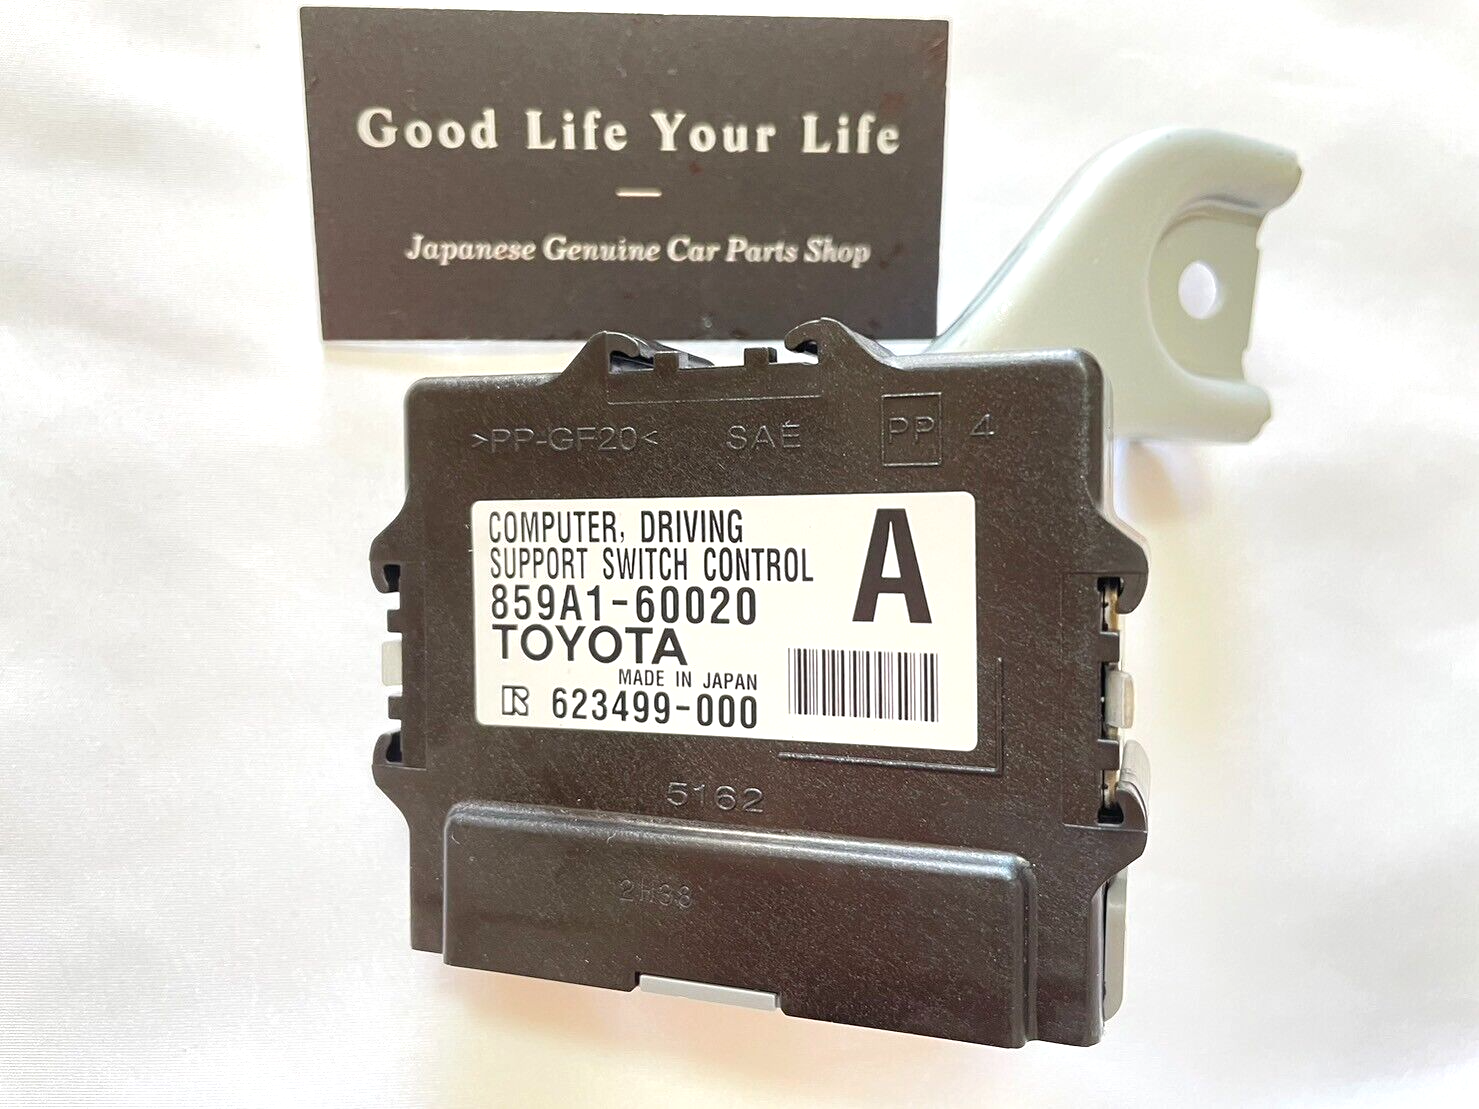 Good Life Your Life
Japanese Genuine Car Parts Shop
>PP-GF20< SAE PP 4
COMPUTER, DRIVING
SUPPORT SWITCH CONTROL
A
859A1-60020
TOYOTA
MADE IN JAPAN
R 623499-000
5162
2H38